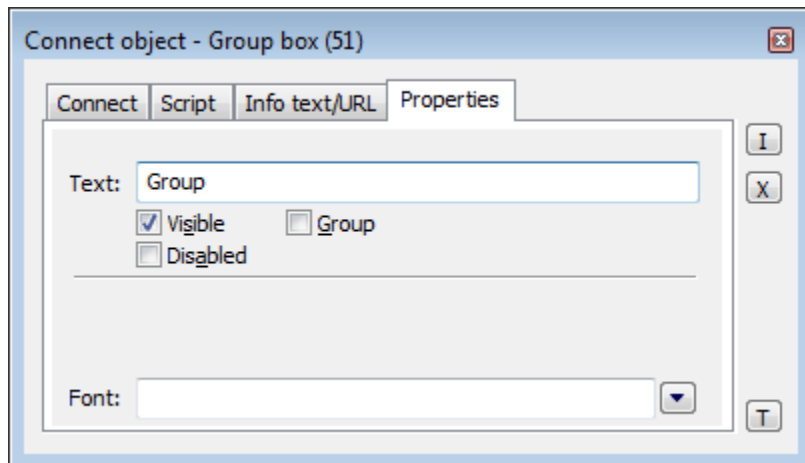 Connect object - Group box (51)
Connect Script Info text/URL Properties
I
Text: Group
X
Visible Group
Disabled
Font:
T